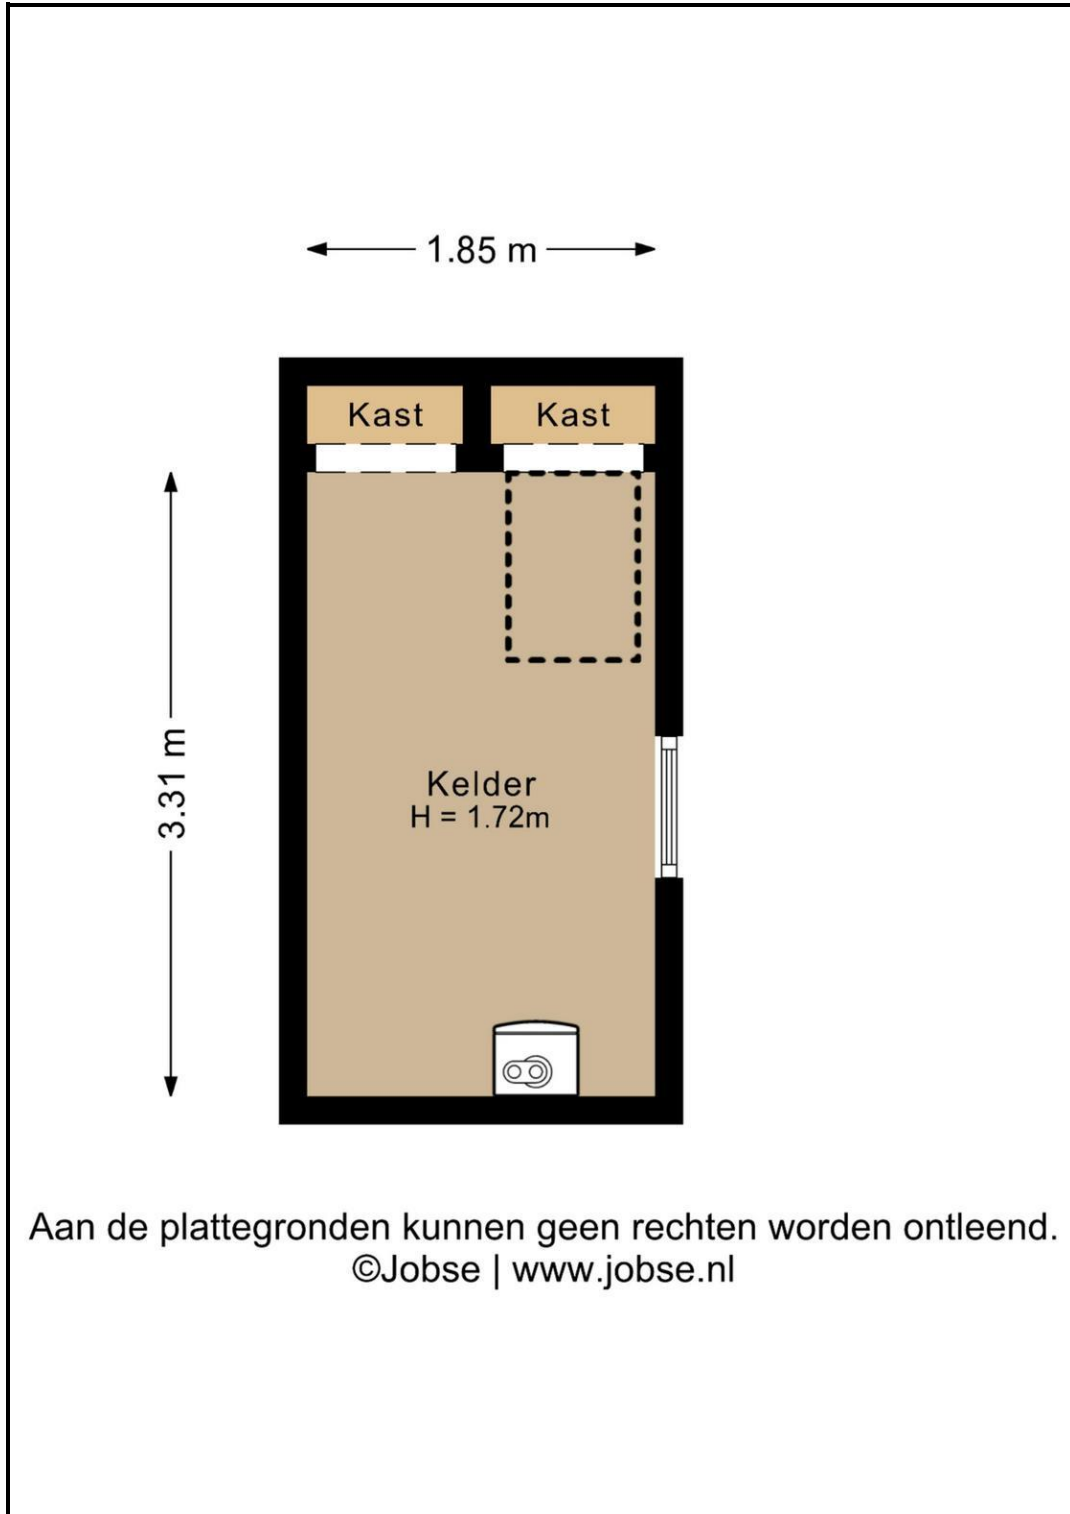 1.85 m
Kast Kast
3.31 m
Kelder
H = 1.72m
Aan de plattegronden kunnen geen rechten worden ontleend.
©Jobse | www.jobse.nl